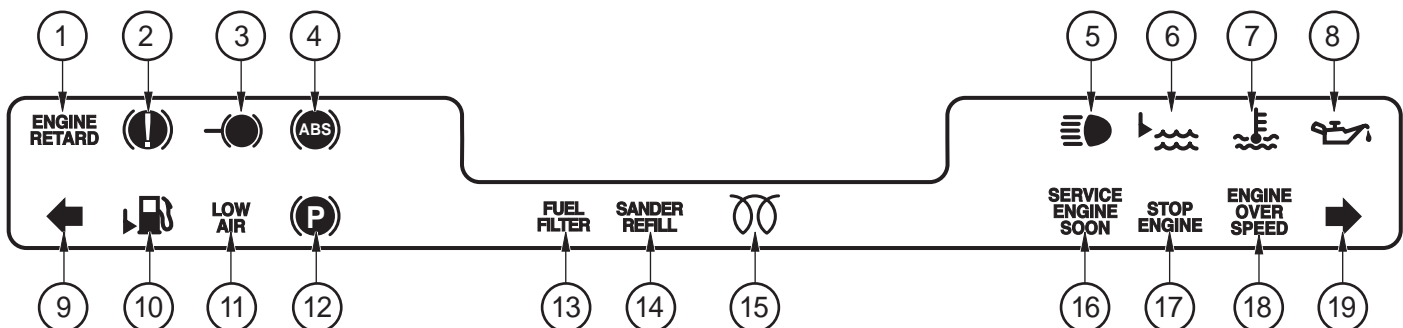 1 2 3 4 5 6 7 8
ENGINE
RETARD
ABS
SERVICE
ENGINE
SOON
ENGINE
OVER
SPEED
LOW
AIR
P
FUEL
FILTER
SANDER
REFILL
STOP
ENGINE
9 10 11 12 13 14 15 16 17 18 19